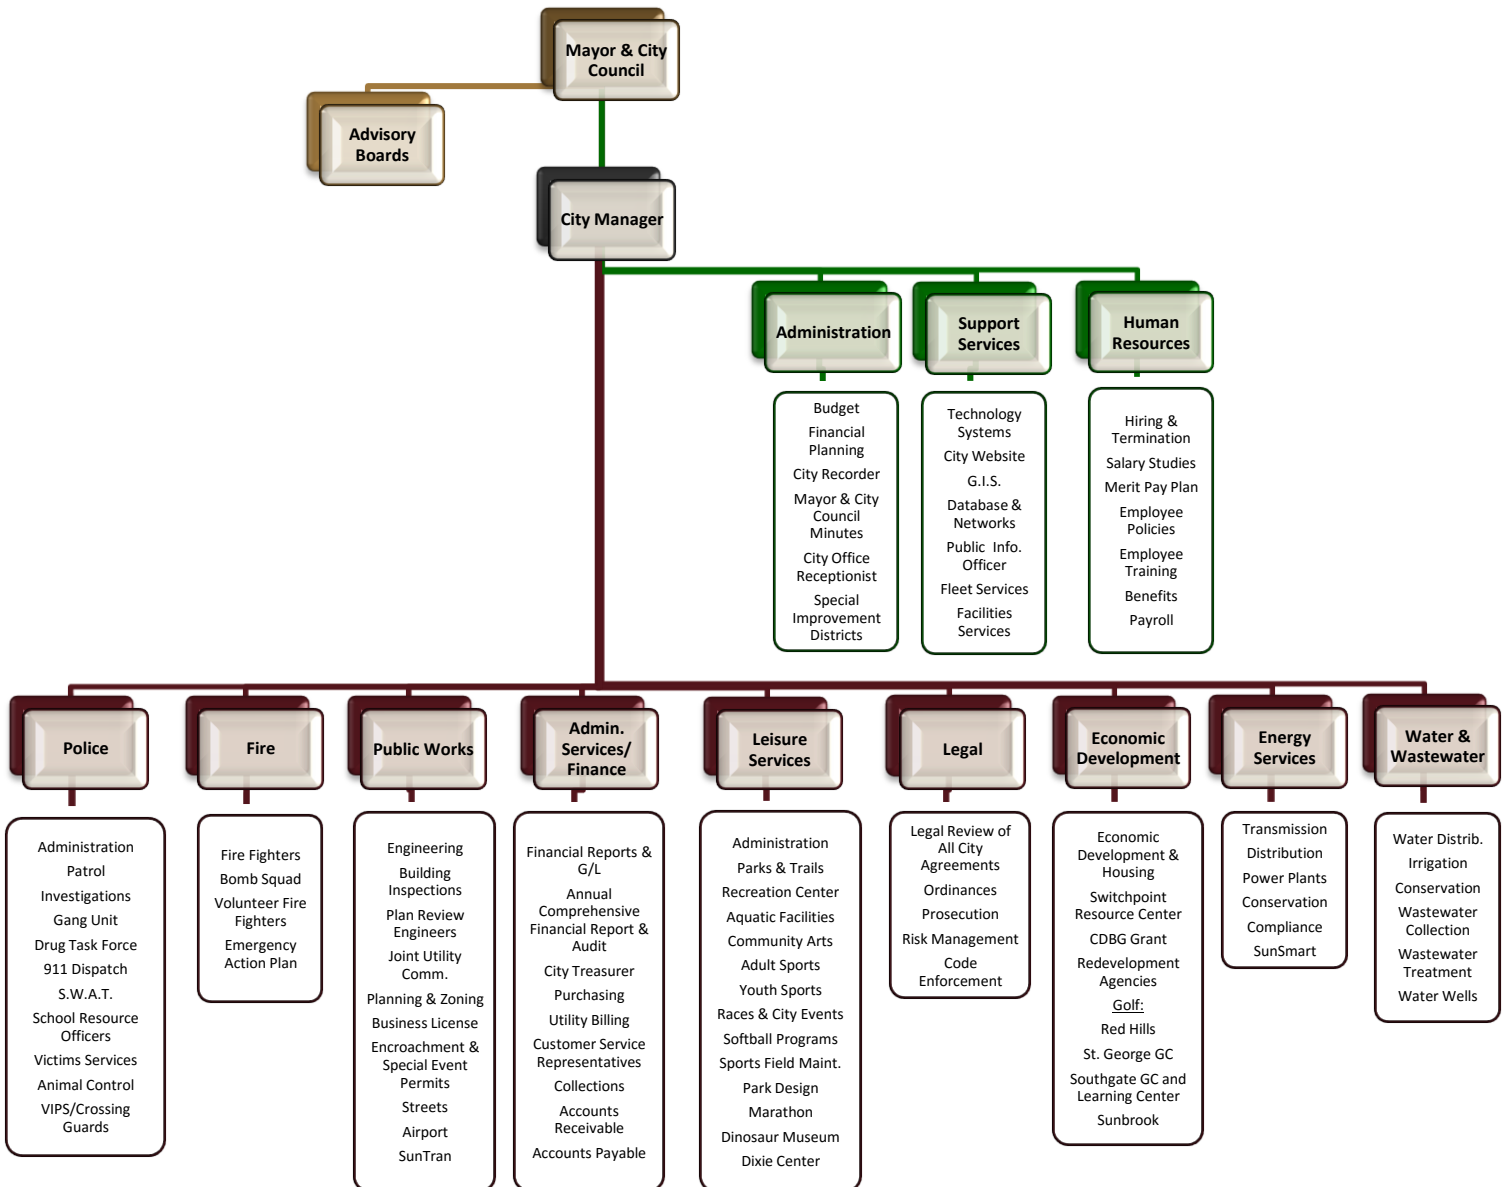 Mayor & City
Council
Advisory
Boards
City Manager
Administration
Support
Services
Human
Resources
Budget
Financial
Planning
City Recorder
Mayor & City
Council
Minutes
City Office
Receptionist
Special
Improvement
Districts
Technology
Systems
City Website
G.I.S.
Database &
Networks
Public Info.
Officer
Fleet Services
Facilities
Services
Hiring &
Termination
Salary Studies
Merit Pay Plan
Employee
Policies
Employee
Training
Benefits
Payroll
Police
Fire
Public Works
Admin.
Services/
Finance
Leisure
Services
Legal
Economic
Development
Energy
Services
Water &
Wastewater
Administration
Patrol
Investigations
Gang Unit
Drug Task Force
911 Dispatch
S.W.A.T.
School Resource
Officers
Victims Services
Animal Control
VIPS/Crossing
Guards
Fire Fighters
Bomb Squad
Volunteer Fire
Fighters
Emergency
Action Plan
Engineering
Building
Inspections
Plan Review
Engineers
Joint Utility
Comm.
Planning & Zoning
Business License
Encroachment &
Special Event
Permits
Streets
Airport
SunTran
Financial Reports &
G/L
Annual
Comprehensive
Financial Report &
Audit
City Treasurer
Purchasing
Utility Billing
Customer Service
Representatives
Collections
Accounts
Receivable
Accounts Payable
Administration
Parks & Trails
Recreation Center
Aquatic Facilities
Community Arts
Adult Sports
Youth Sports
Races & City Events
Softball Programs
Sports Field Maint.
Park Design
Marathon
Dinosaur Museum
Dixie Center
Legal Review of
All City
Agreements
Ordinances
Prosecution
Risk Management
Code
Enforcement
Economic
Development &
Housing
Switchpoint
Resource Center
CDBG Grant
Redevelopment
Agencies
Golf:
Red Hills
St. George GC
Southgate GC and
Learning Center
Sunbrook
Transmission
Distribution
Power Plants
Conservation
Compliance
SunSmart
Water Distrib.
Irrigation
Conservation
Wastewater
Collection
Wastewater
Treatment
Water Wells